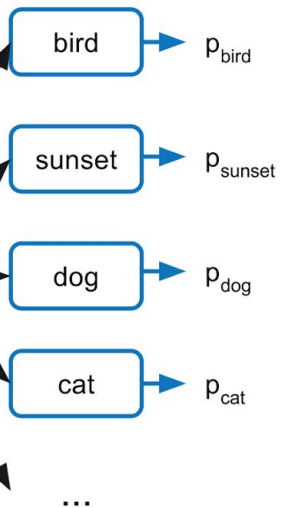 bird p_bird
sunset p_sunset
dog p_dog
cat p_cat
...